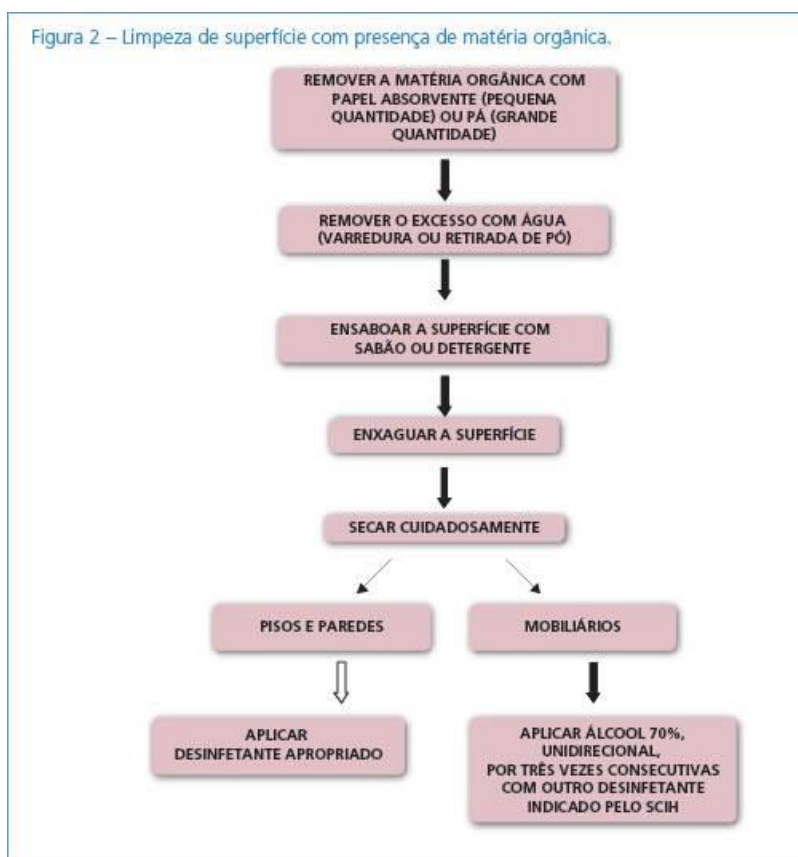 Figura 2 – Limpeza de superfície com presença de matéria orgânica.
REMOVER A MATÉRIA ORGÂNICA COM
PAPEL ABSORVENTE (PEQUENA
QUANTIDADE) OU PÁ (GRANDE
QUANTIDADE)
REMOVER O EXCESSO COM ÁGUA
(VARREDURA OU RETIRADA DE PÓ)
ENSABOAR A SUPERFÍCIE COM
SABÃO OU DETERGENTE
ENXAGUAR A SUPERFÍCIE
SECAR CUIDADOSAMENTE
PISOS E PAREDES
MOBILIÁRIOS
APLICAR
DESINFETANTE APROPRIADO
APLICAR ÁLCOOL 70%,
UNIDIRECIONAL,
POR TRÊS VEZES CONSECUTIVAS
COM OUTRO DESINFETANTE
INDICADO PELO SCIH